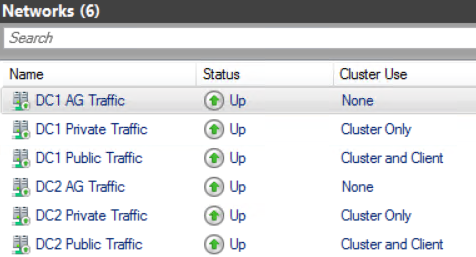 Networks (6)
Search
Name Status Cluster Use
DC1 AG Traffic Up None
DC1 Private Traffic Up Cluster Only
DC1 Public Traffic Up Cluster and Client
DC2 AG Traffic Up None
DC2 Private Traffic Up Cluster Only
DC2 Public Traffic Up Cluster and Client